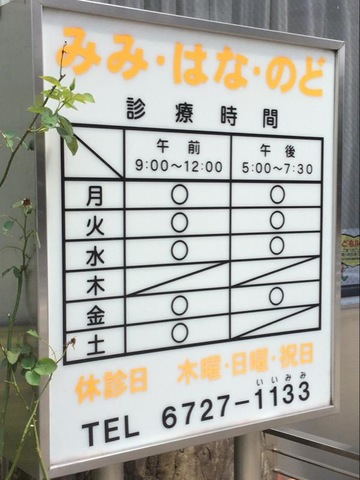 みみ・はな・のど
診療時間
午前 午後
9:00〜12:00 5:00〜7:30
月 ○ ○
火 ○ ○
水 ○ ○
木
金 ○ ○
土 ○
休診日 木曜・日曜・祝日
いいみみ
TEL 6727-1133